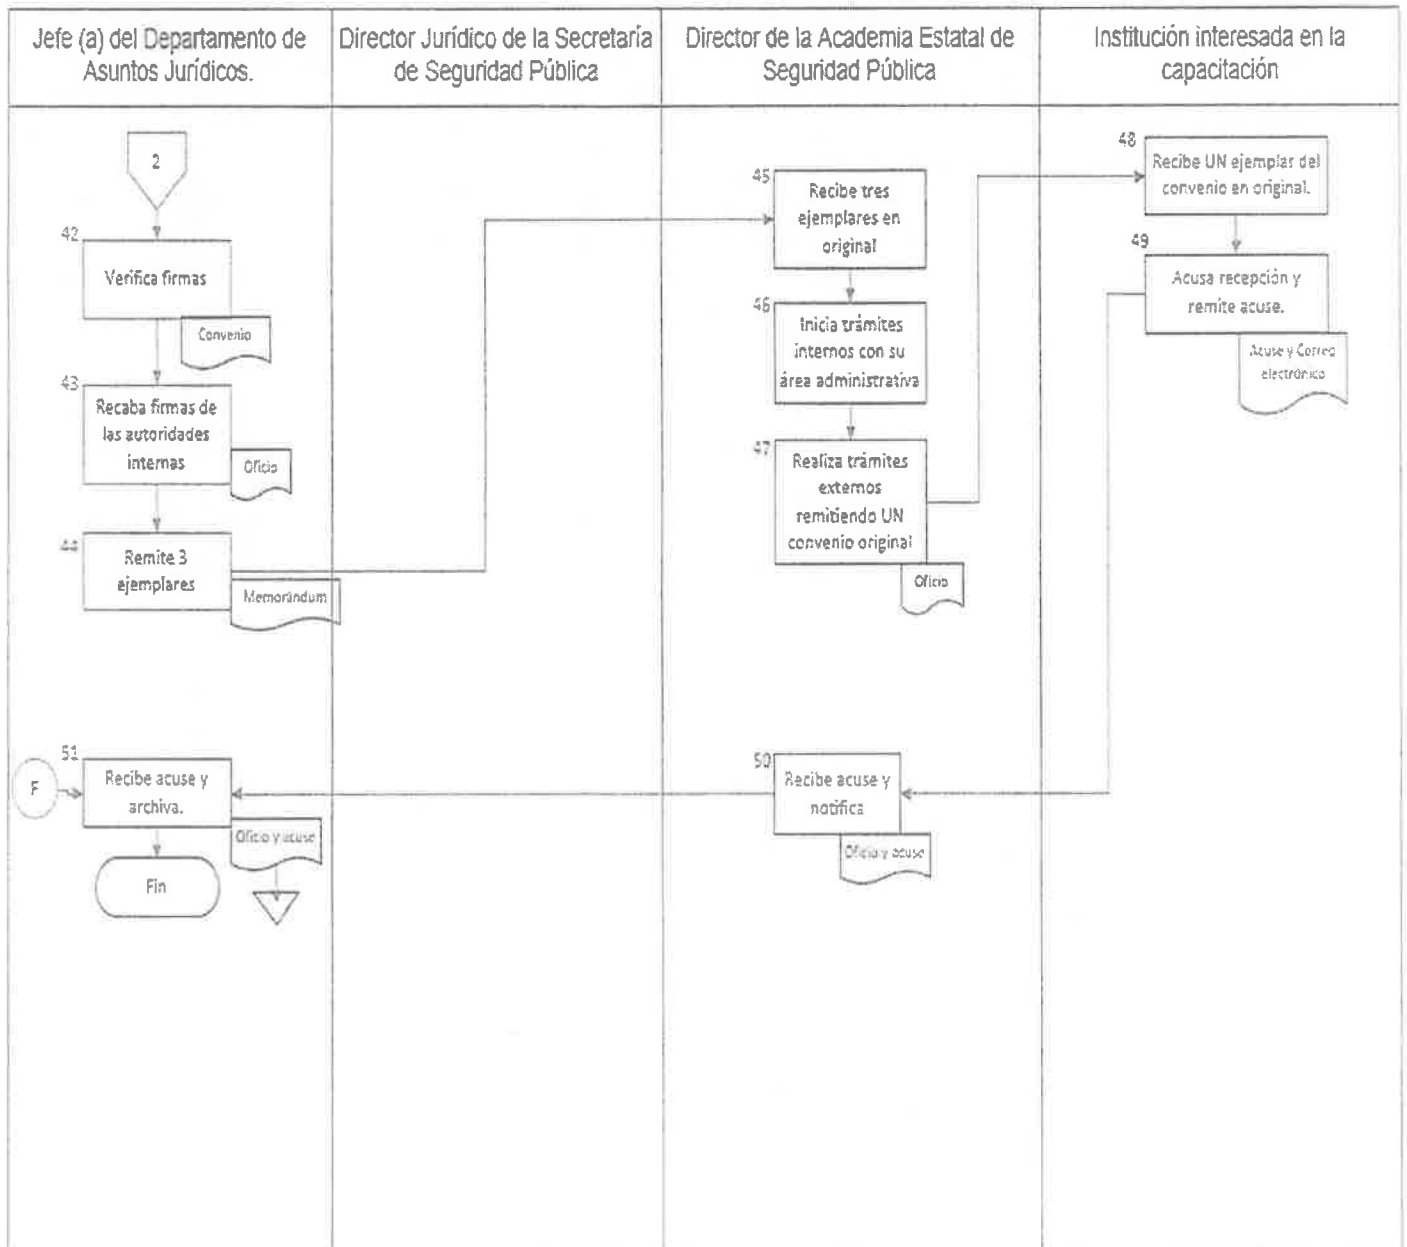 Jefe (a) del Departamento de
Asuntos Jurídicos.
Director Jurídico de la Secretaría
de Seguridad Pública
Director de la Academia Estatal de
Seguridad Pública
Institución interesada en la
capacitación
2
42
Verifica firmas
Convenio
43
Recaba firmas de
las autoridades
internas
Oficio
44
Remite 3
ejemplares
Memorándum
45
Recibe tres
ejemplares en
original
46
Inicia trámites
internos con su
área administrativa
47
Realiza trámites
externos
remitiendo UN
convenio original
Oficio
48
Recibe UN ejemplar del
convenio en original.
49
Acusa recepción y
remite acuse.
Acuse y Correo
electrónico
50
Recibe acuse y
notifica
Oficio y acuse
F
51
Recibe acuse y
archiva.
Oficio y acuse
Fin